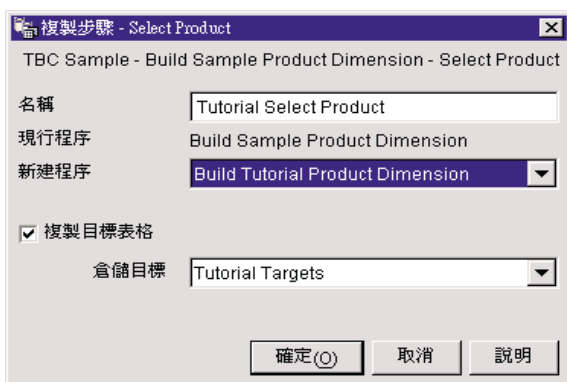 複製步驟 - Select Product
TBC Sample - Build Sample Product Dimension - Select Product
名稱 Tutorial Select Product
現行程序 Build Sample Product Dimension
新建程序 Build Tutorial Product Dimension
複製目標表格
倉儲目標 Tutorial Targets
確定(O) 取消 說明